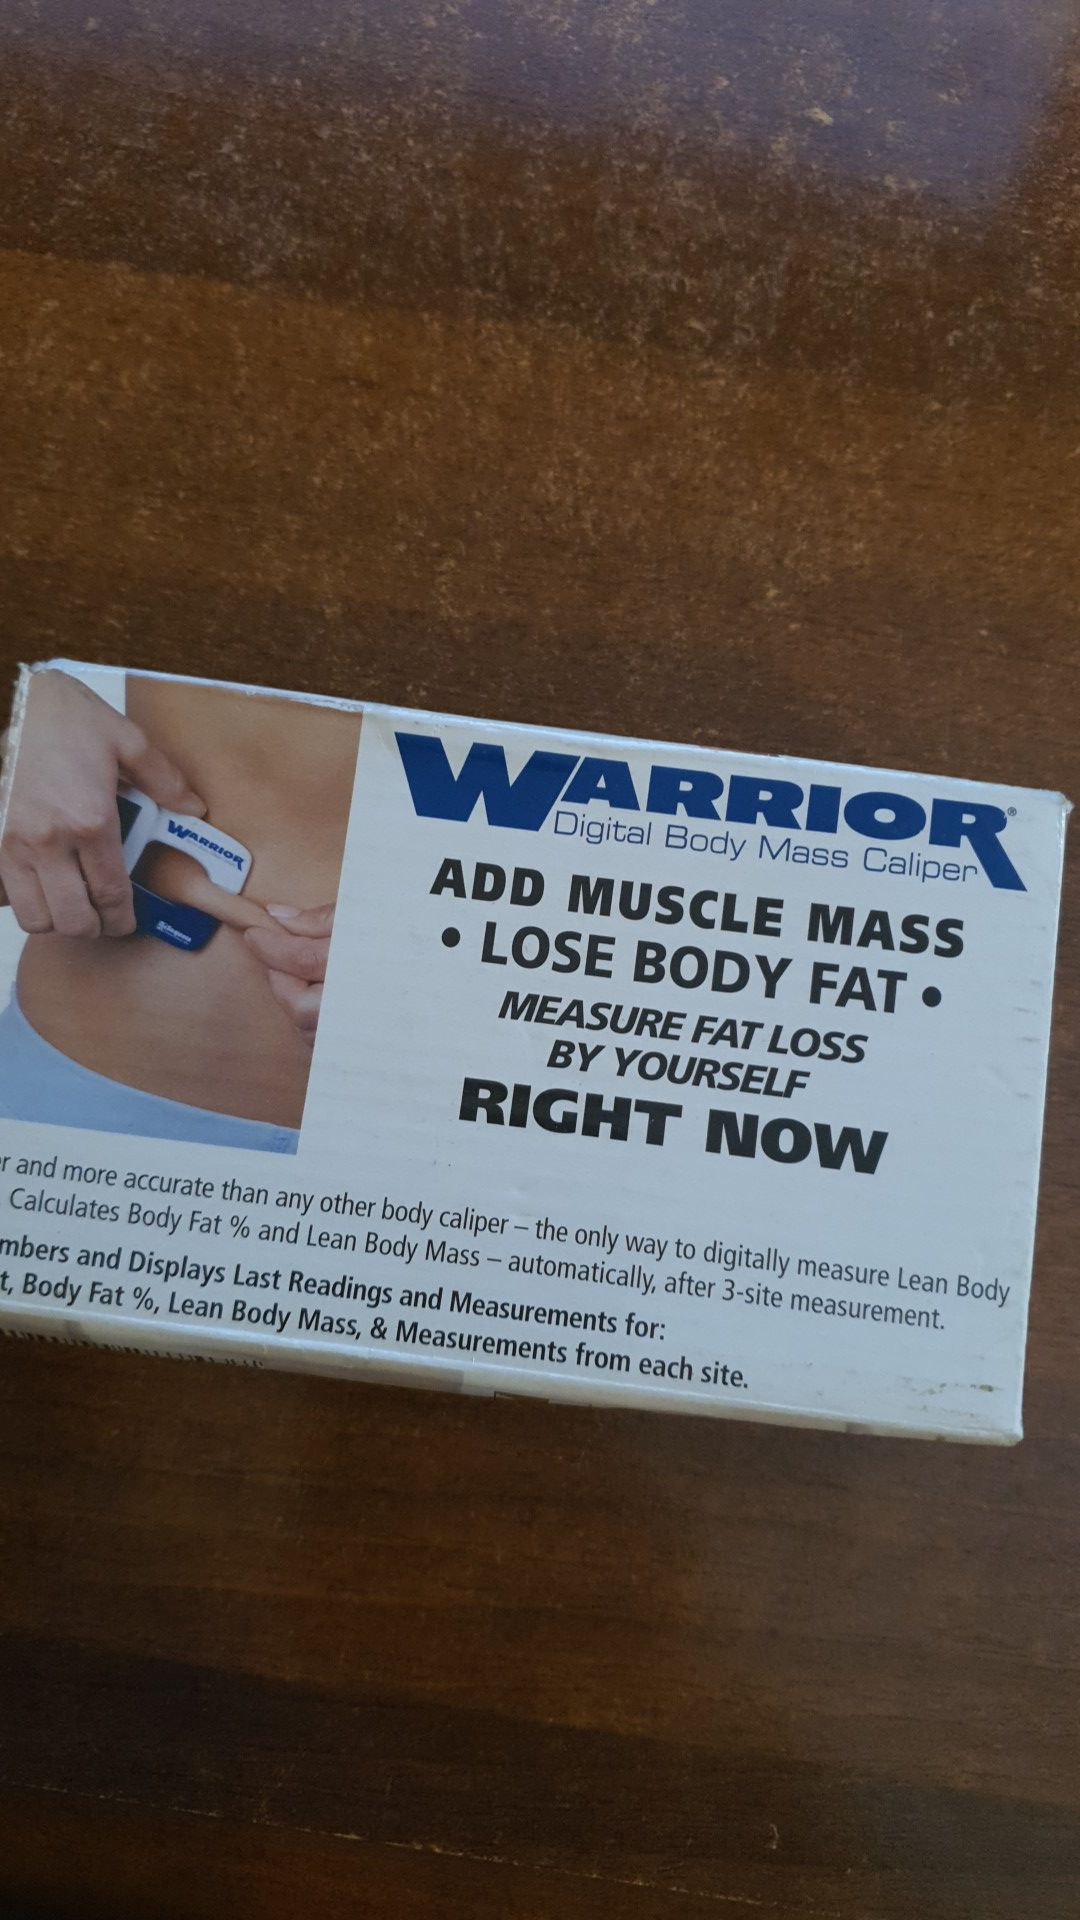 WARRIOR®
Digital Body Mass Caliper
ADD MUSCLE MASS
• LOSE BODY FAT •
MEASURE FAT LOSS
BY YOURSELF
RIGHT NOW
WARRIOR
and more accurate than any other body caliper – the only way to digitally measure Lean Body
Calculates Body Fat % and Lean Body Mass – automatically, after 3-site measurement.
and Displays Last Readings and Measurements for:
Body Fat %, Lean Body Mass, & Measurements from each site.